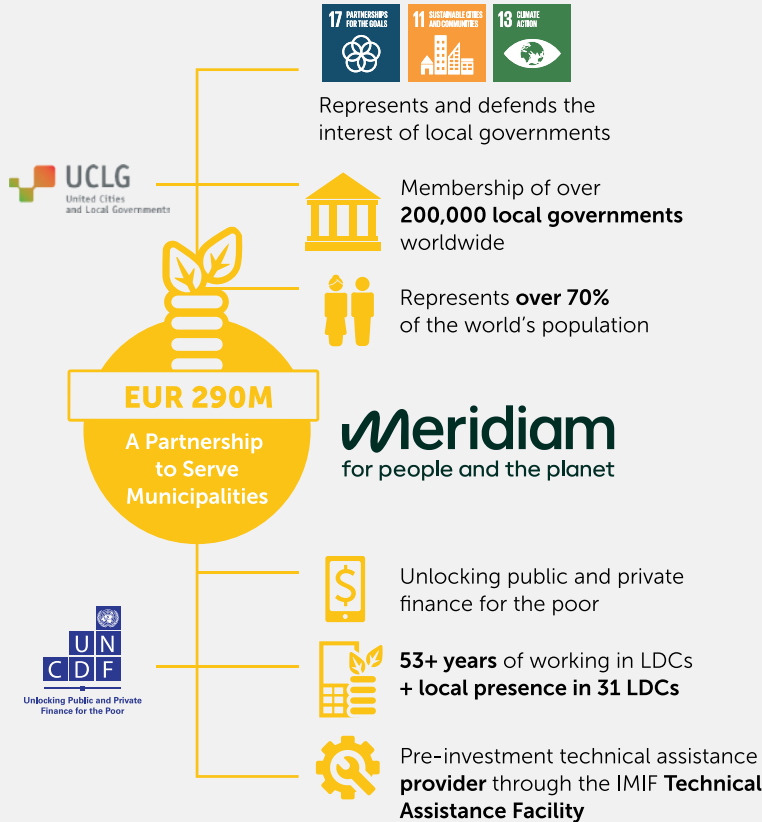 17 PARTNERSHIPS
FOR THE GOALS
11 SUSTAINABLE CITIES
AND COMMUNITIES
13 CLIMATE
ACTION
Represents and defends the
interest of local governments
UCLG
United Cities
and Local Governments
Membership of over
200,000 local governments
worldwide
Represents over 70%
of the world's population
EUR 290M
A Partnership
to Serve
Municipalities
Meridiam
for people and the planet
$
Unlocking public and private
finance for the poor
UN
CDF
Unlocking Public and Private
Finance for the Poor
53+ years of working in LDCs
+ local presence in 31 LDCs
Pre-investment technical assistance
provider through the IMIF Technical
Assistance Facility